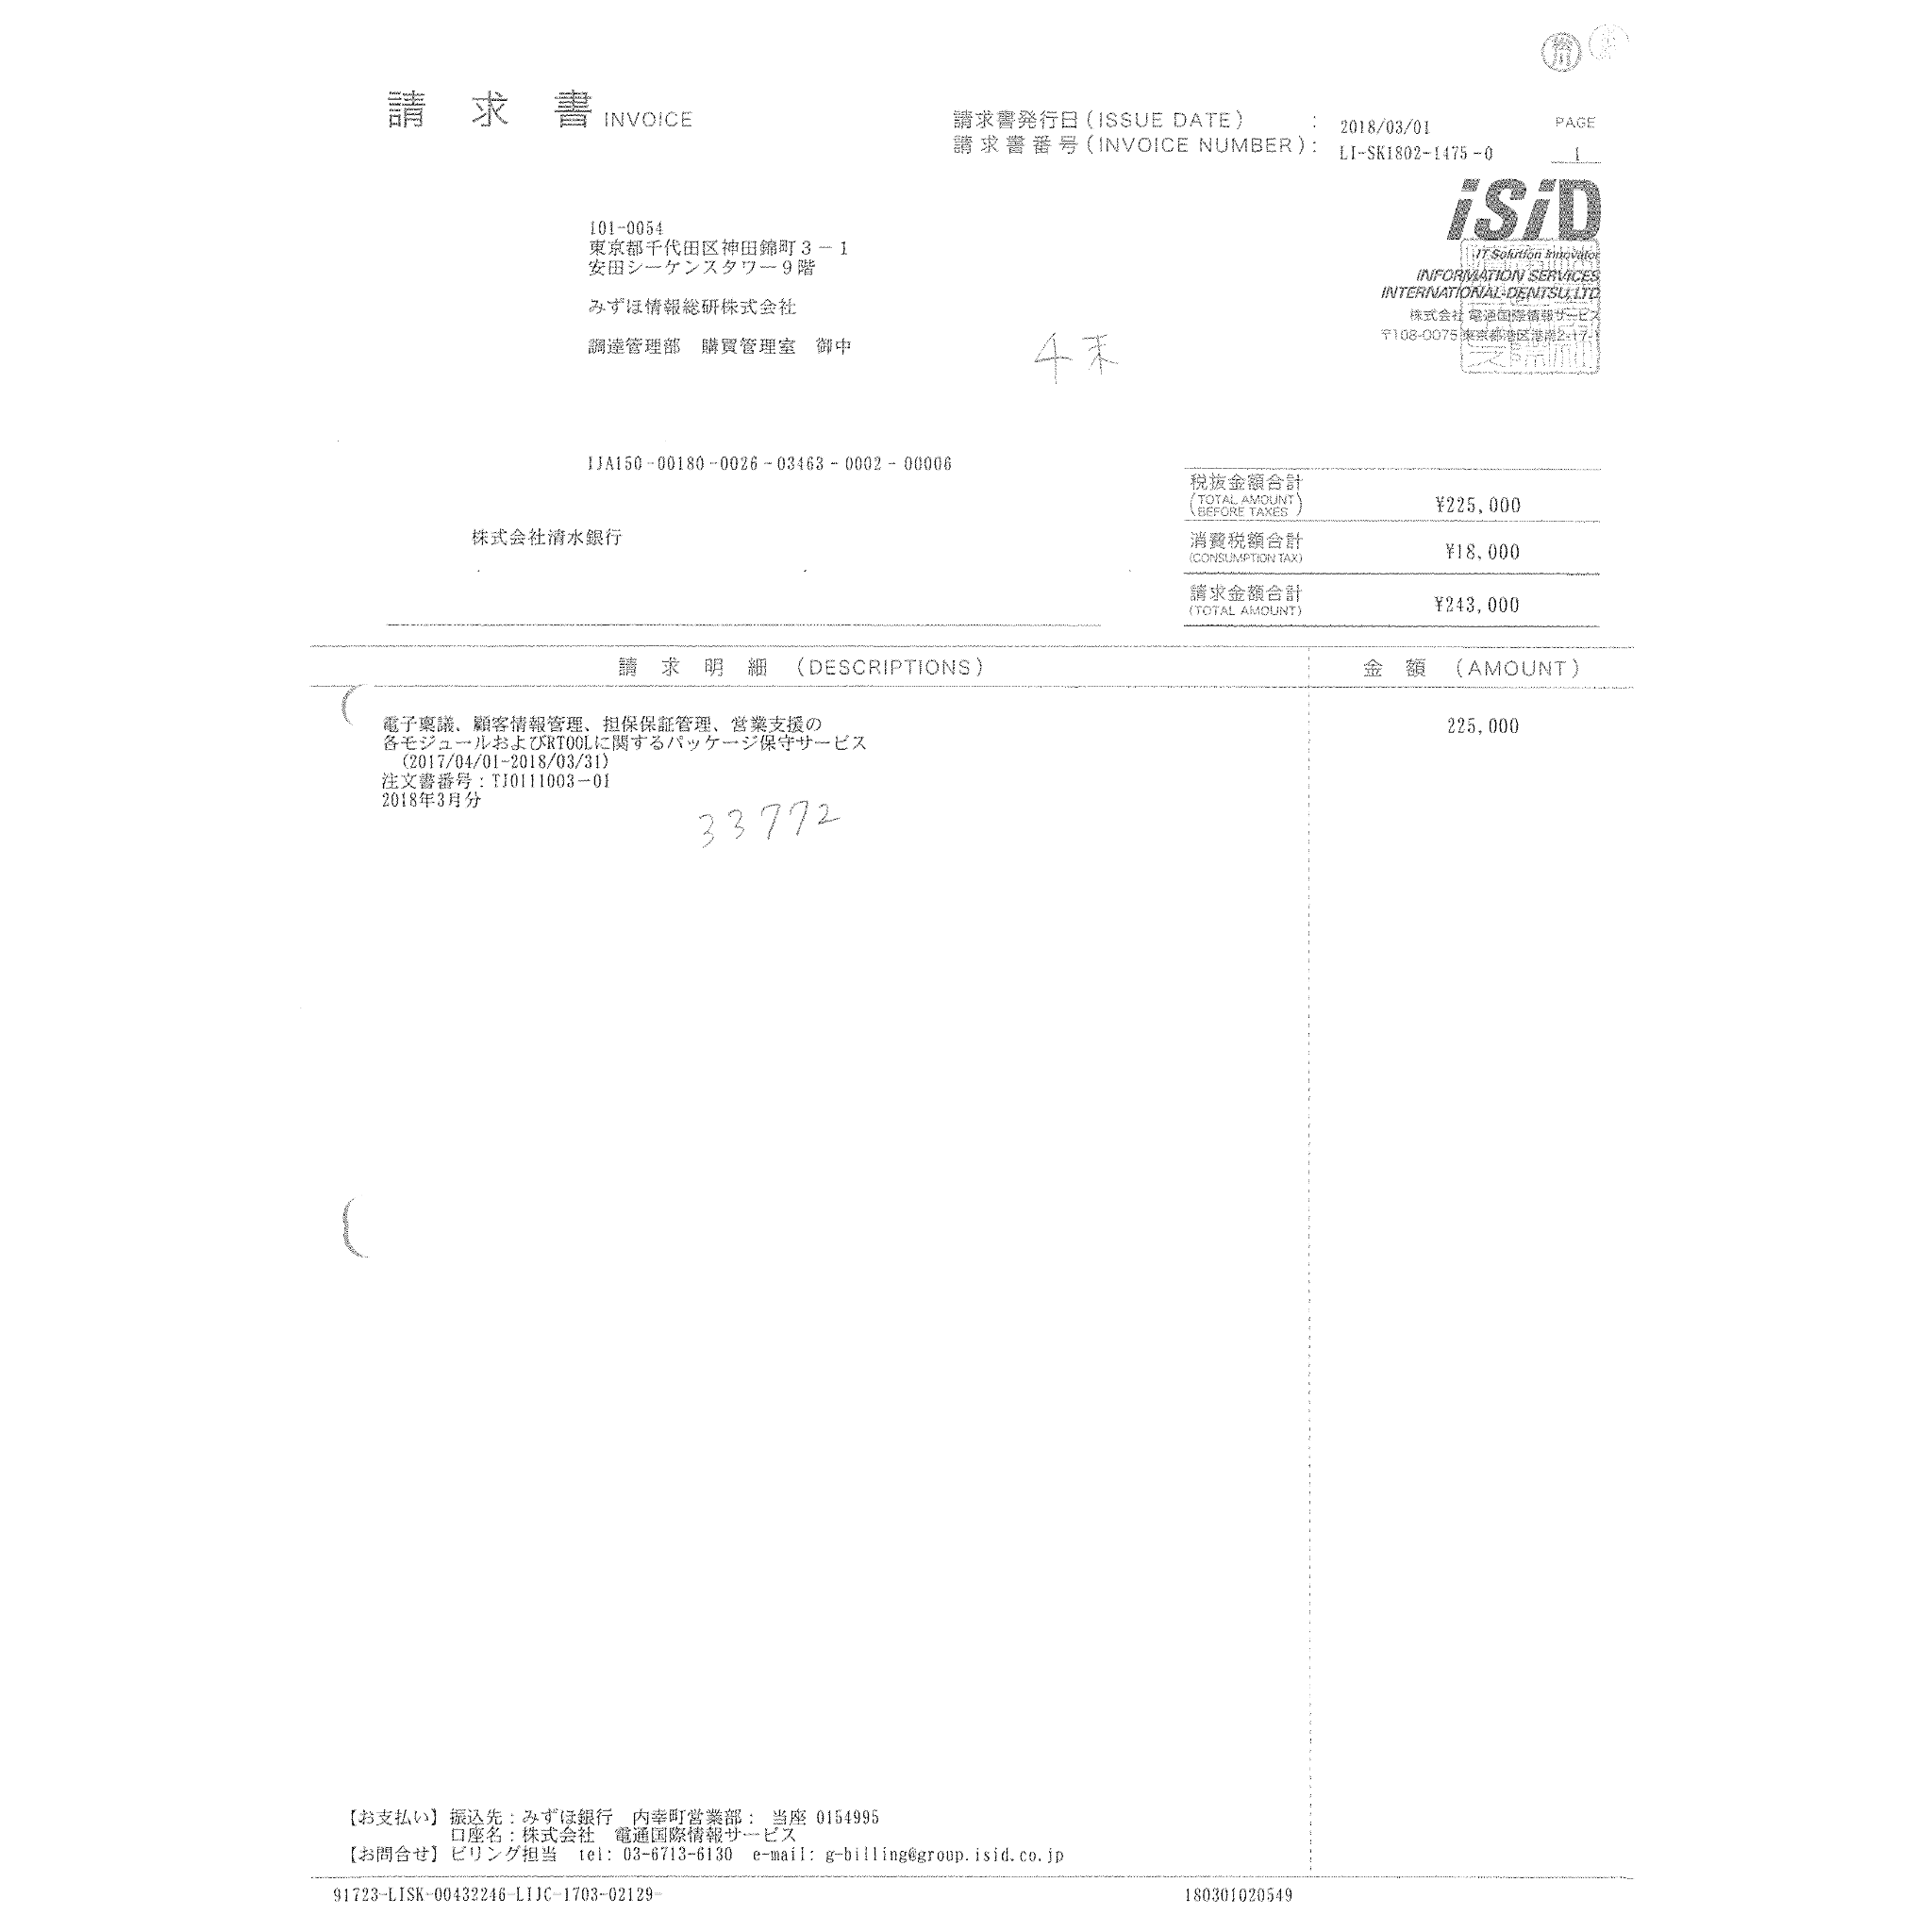 請求書 INVOICE
請求書発行日(ISSUE DATE) : 2018/03/01
請求書番号(INVOICE NUMBER): LI-SK1802-1475-0
PAGE
1
iSiD
IT Solution Innovator
INFORMATION SERVICES
INTERNATIONAL-DENTSU,LTD
株式会社 電通国際情報サービス
〒108-0075 東京都港区港南2-17-1
101-0054
東京都千代田区神田錦町3-1
安田シーケンスタワー9階
みずほ情報総研株式会社
調達管理部 購買管理室 御中
4末
IJA150-00180-0026-03463-0002-00006
株式会社清水銀行
税抜金額合計
(TOTAL AMOUNT BEFORE TAXES) ¥225,000
消費税額合計
(CONSUMPTION TAX) ¥18,000
請求金額合計
(TOTAL AMOUNT) ¥243,000
請求明細 (DESCRIPTIONS) 金額 (AMOUNT)
電子稟議、顧客情報管理、担保保証管理、営業支援の 225,000
各モジュールおよびRTOOLに関するパッケージ保守サービス
(2017/04/01-2018/03/31)
注文書番号:TJ0111003-01
2018年3月分
33772
【お支払い】振込先:みずほ銀行 内幸町営業部: 当座 0154995
口座名:株式会社 電通国際情報サービス
【お問合せ】ビリング担当 tel: 03-6713-6130 e-mail: g-billing@group.isid.co.jp
91723-LISK-00432246-LIJC-1703-02129- 180301020549